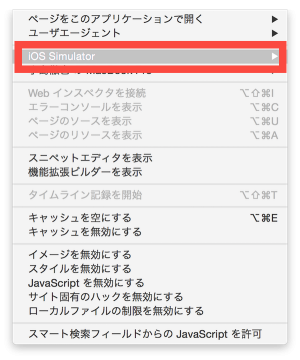 ページをこのアプリケーションで開く ▶
ユーザエージェント ▶
iOS Simulator ▶
Web インスペクタを接続 ⌥⇧⌘I
エラーコンソールを表示 ⌥⌘C
ページのソースを表示 ⌥⌘U
ページのリソースを表示 ⌥⌘A
スニペットエディタを表示
機能拡張ビルダーを表示
タイムライン記録を開始 ⌥⇧⌘T
キャッシュを空にする ⌥⌘E
キャッシュを無効にする
イメージを無効にする
スタイルを無効にする
JavaScript を無効にする
サイト固有のハックを無効にする
ローカルファイルの制限を無効にする
スマート検索フィールドからの JavaScript を許可